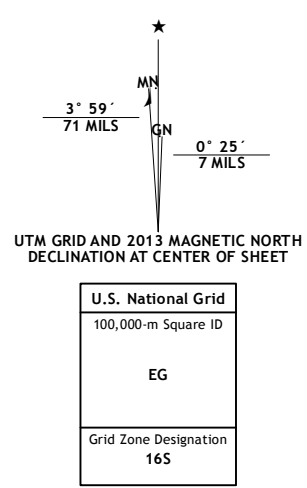 ★
MN
3° 59´
71 MILS
GN
0° 25´
7 MILS
UTM GRID AND 2013 MAGNETIC NORTH
DECLINATION AT CENTER OF SHEET
U.S. National Grid
100,000-m Square ID
EG
Grid Zone Designation
16S